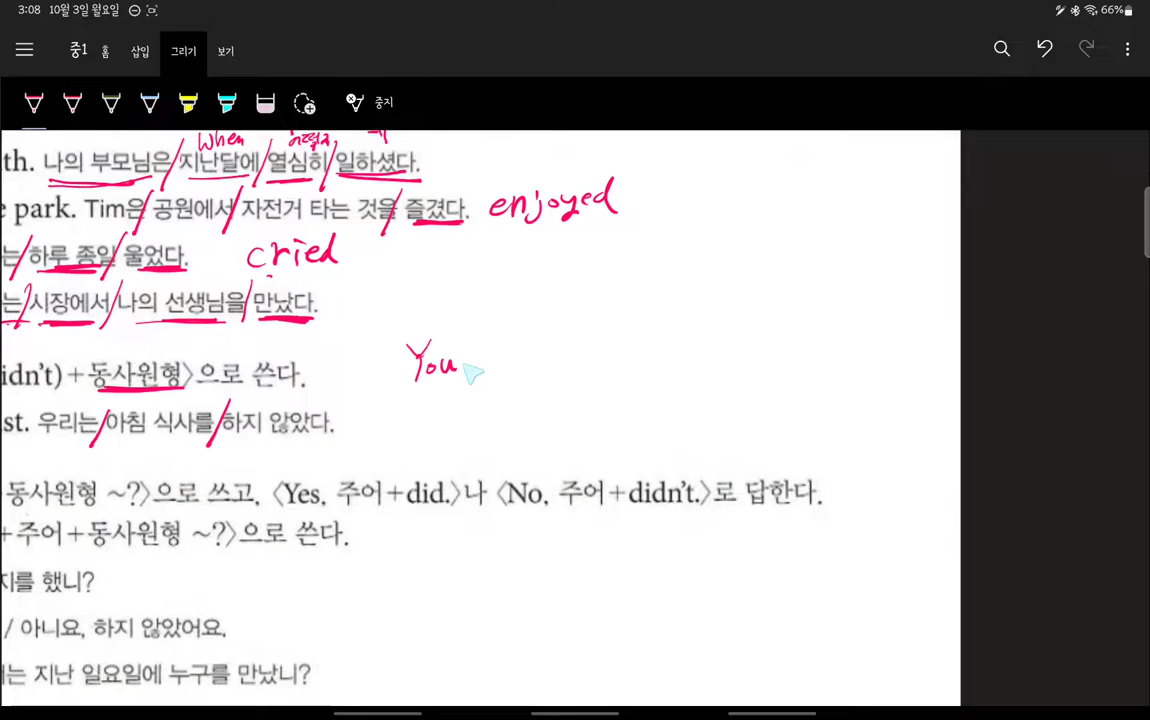 3:08 10월 3일 월요일 66%
중1 홈 삽입 그리기 보기
중지
when
th. 나의 부모님은 지난달에 열심히 일하셨다.
e park. Tim은 공원에서 자전거 타는 것을 즐겼다. enjoyed
는 하루 종일 울었다. cried
는 시장에서 나의 선생님을 만났다.
You
idn't)+동사원형〉으로 쓴다.
st. 우리는 아침 식사를 하지 않았다.
동사원형 ~?〉으로 쓰고, 〈Yes, 주어+did.〉나 〈No, 주어+didn't.〉로 답한다.
+주어+동사원형 ~?〉으로 쓴다.
지를 했니?
/ 아니요, 하지 않았어요.
는 지난 일요일에 누구를 만났니?